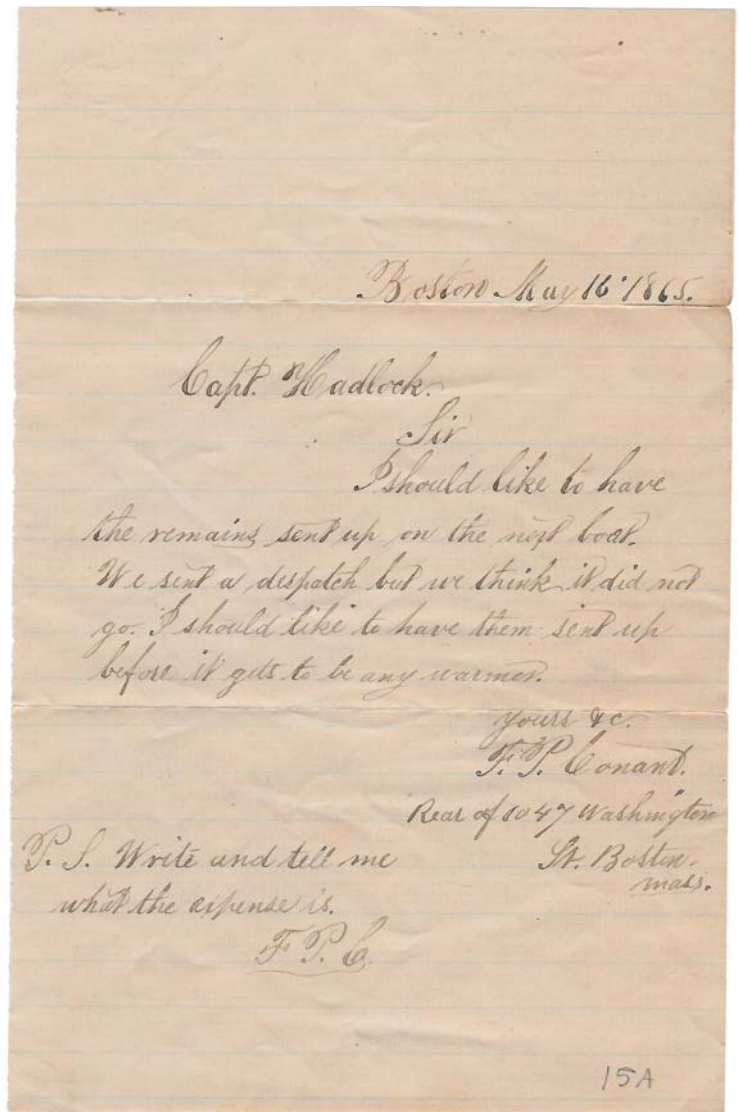 Boston May 16 1865.
Capt. Hadlock.
Sir
I should like to have
the remains sent up on the next boat.
We sent a despatch but we think it did not
go. I should like to have them sent up
before it gets to be any warmer.
Yours &c.
F. P. Conant.
Rear of 1047 Washington
St. Boston.
Mass.
P. S. Write and tell me
what the expense is.
F. P. C.
15A